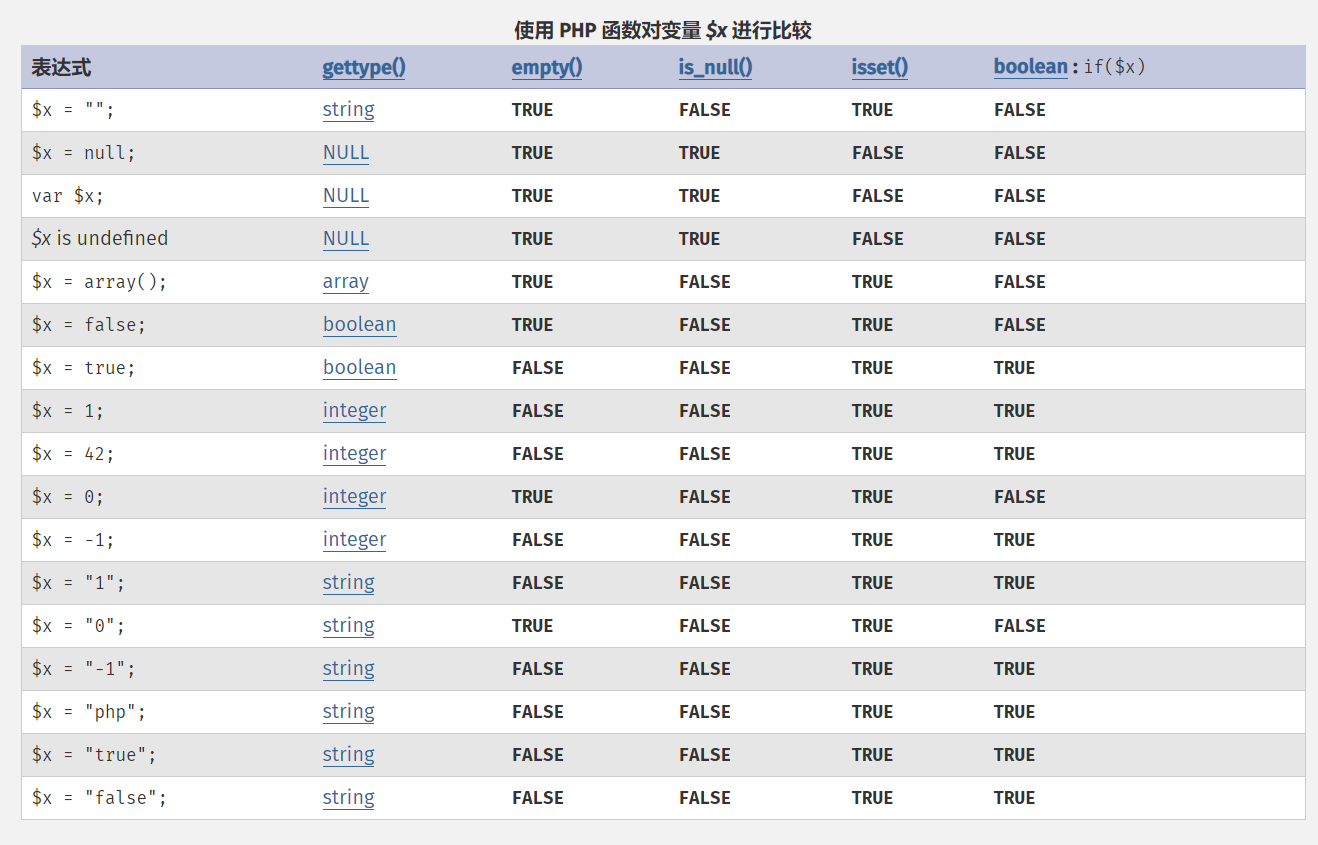 使用 PHP 函数对变量 $x 进行比较
表达式 gettype() empty() is_null() isset() boolean : if($x)
$x = ""; string TRUE FALSE TRUE FALSE
$x = null; NULL TRUE TRUE FALSE FALSE
var $x; NULL TRUE TRUE FALSE FALSE
$x is undefined NULL TRUE TRUE FALSE FALSE
$x = array(); array TRUE FALSE TRUE FALSE
$x = false; boolean TRUE FALSE TRUE FALSE
$x = true; boolean FALSE FALSE TRUE TRUE
$x = 1; integer FALSE FALSE TRUE TRUE
$x = 42; integer FALSE FALSE TRUE TRUE
$x = 0; integer TRUE FALSE TRUE FALSE
$x = -1; integer FALSE FALSE TRUE TRUE
$x = "1"; string FALSE FALSE TRUE TRUE
$x = "0"; string TRUE FALSE TRUE FALSE
$x = "-1"; string FALSE FALSE TRUE TRUE
$x = "php"; string FALSE FALSE TRUE TRUE
$x = "true"; string FALSE FALSE TRUE TRUE
$x = "false"; string FALSE FALSE TRUE TRUE